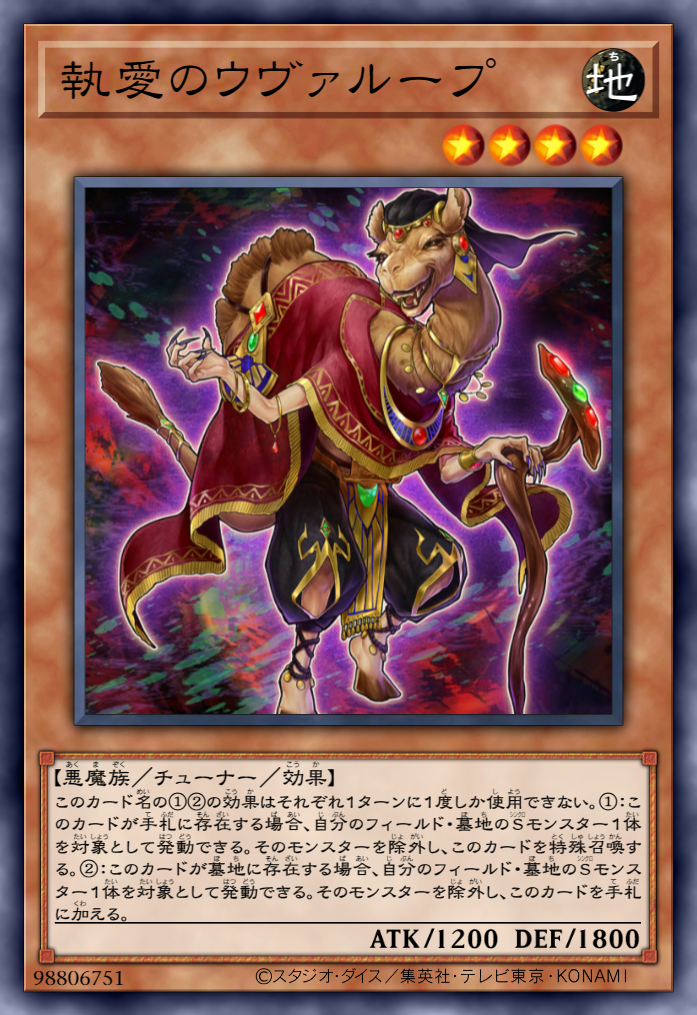 執愛のウヴァループ
地
【悪魔族／チューナー／効果】
このカード名の①②の効果はそれぞれ1ターンに1度しか使用できない。①：こ
のカードが手札に存在する場合、自分のフィールド・墓地のSモンスター1体
を対象として発動できる。そのモンスターを除外し、このカードを特殊召喚す
る。②：このカードが墓地に存在する場合、自分のフィールド・墓地のSモンス
ター1体を対象として発動できる。そのモンスターを除外し、このカードを手札
に加える。
ATK/1200 DEF/1800
98806751 ©スタジオ・ダイス／集英社・テレビ東京・KONAMI